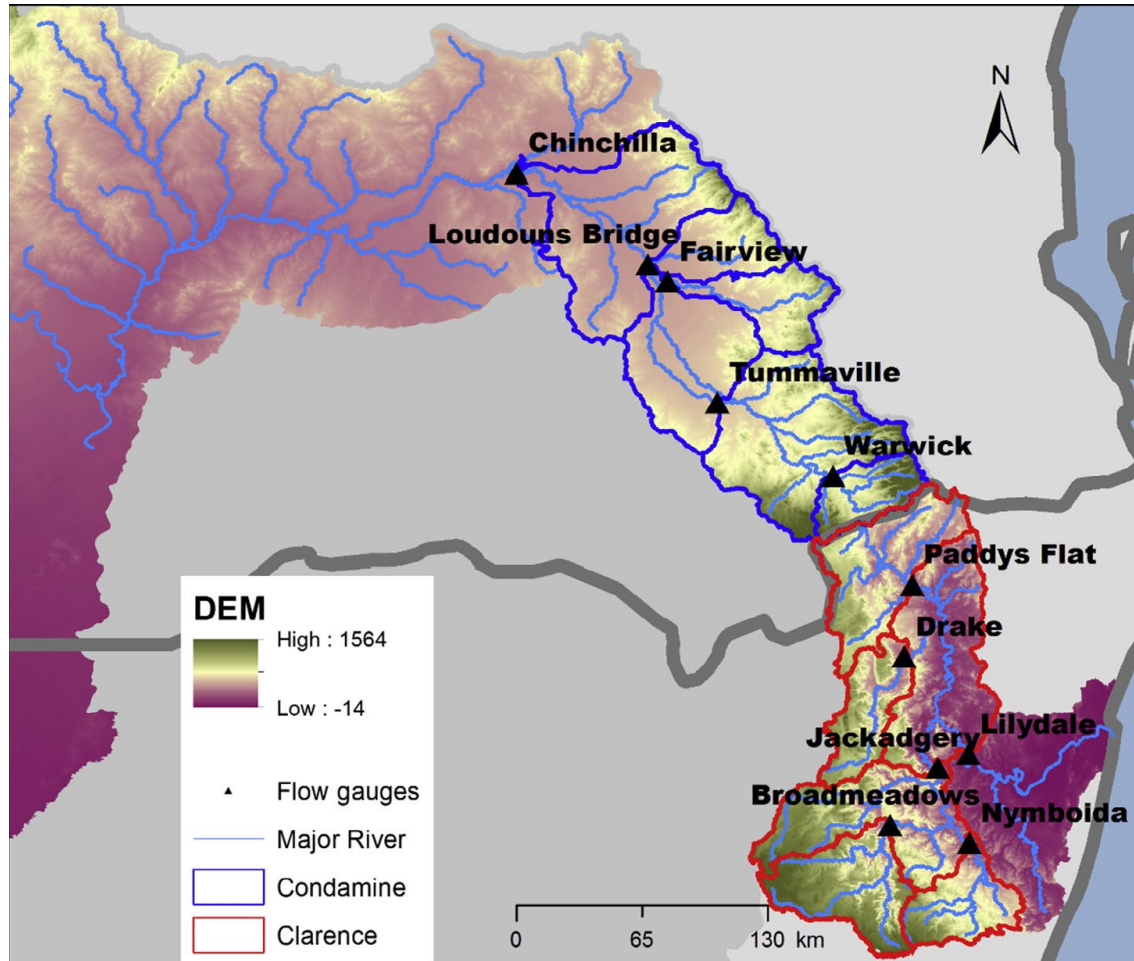 N
Chinchilla
Loudouns Bridge
Fairview
Tummaville
Warwick
Paddys Flat
Drake
Lilydale
Jackadgery
Broadmeadows
Nymboida
DEM
High : 1564
Low : -14
Flow gauges
Major River
Condamine
Clarence
0 65 130 km